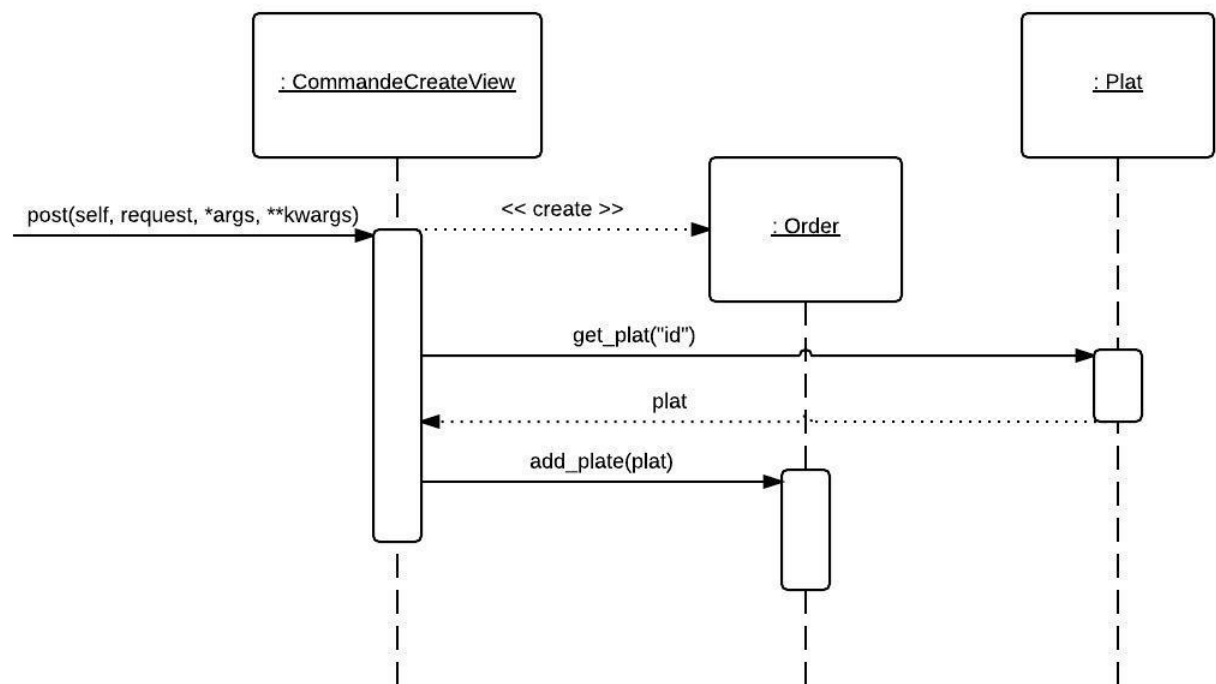 : CommandeCreateView
: Plat
post(self, request, *args, **kwargs)
<< create >>
: Order
get_plat("id")
plat
add_plate(plat)